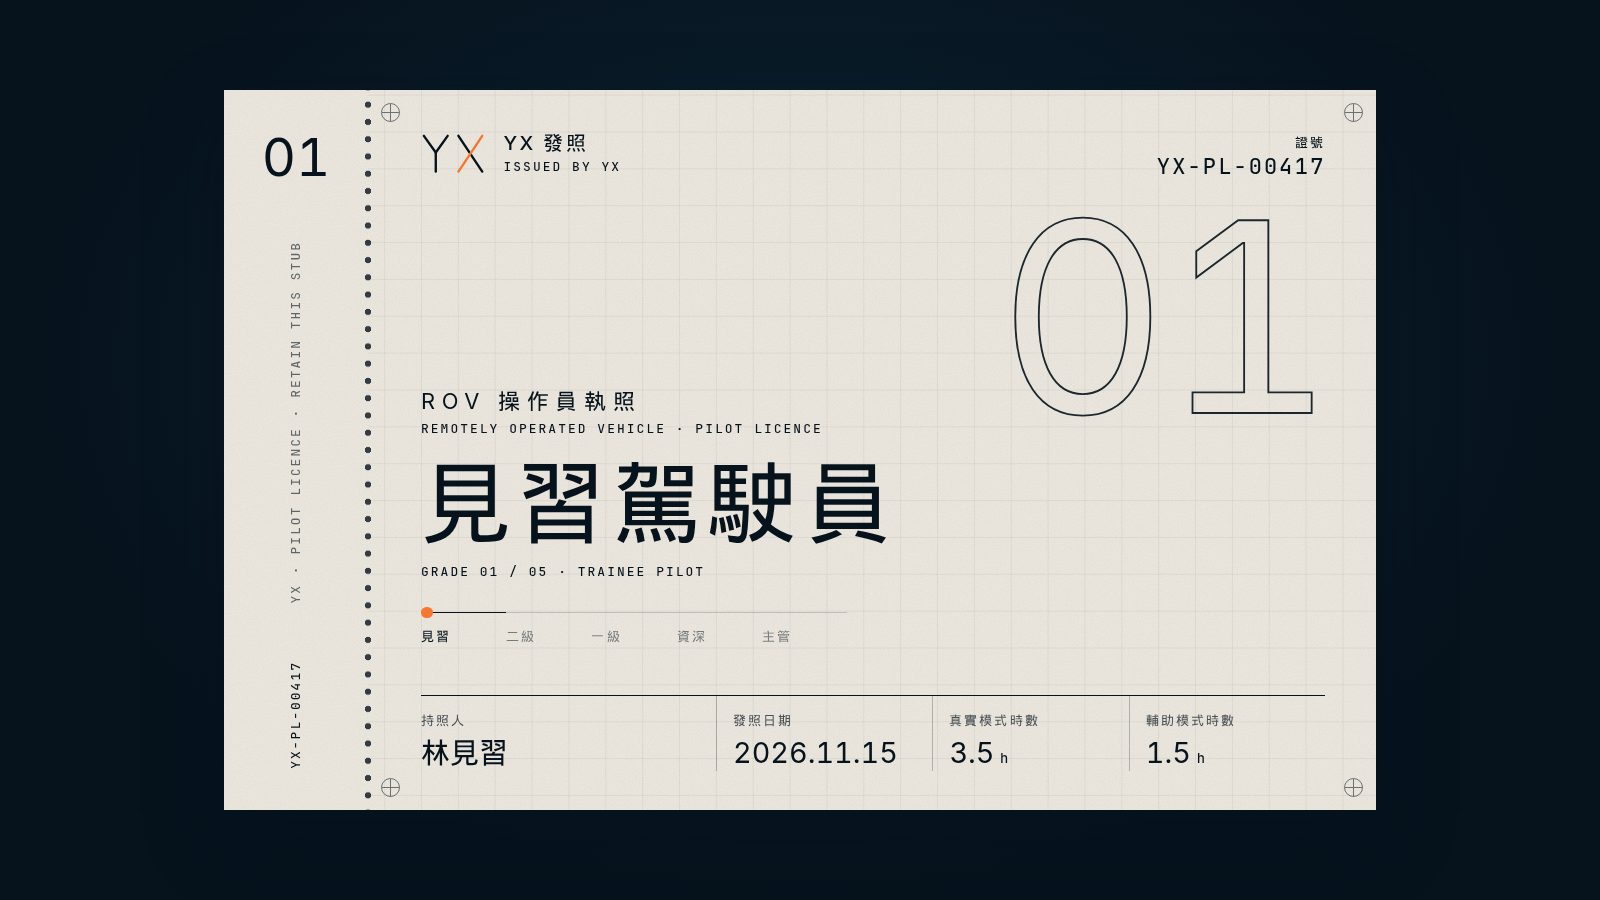 01
YX · PILOT LICENCE · RETAIN THIS STUB
YX-PL-00417
YX
YX 發照
ISSUED BY YX
證號
YX-PL-00417
01
ROV 操作員執照
REMOTELY OPERATED VEHICLE · PILOT LICENCE
見習駕駛員
GRADE 01 / 05 · TRAINEE PILOT
見習 二級 一級 資深 主管
持照人 發照日期 真實模式時數 輔助模式時數
林見習 2026.11.15 3.5 h 1.5 h